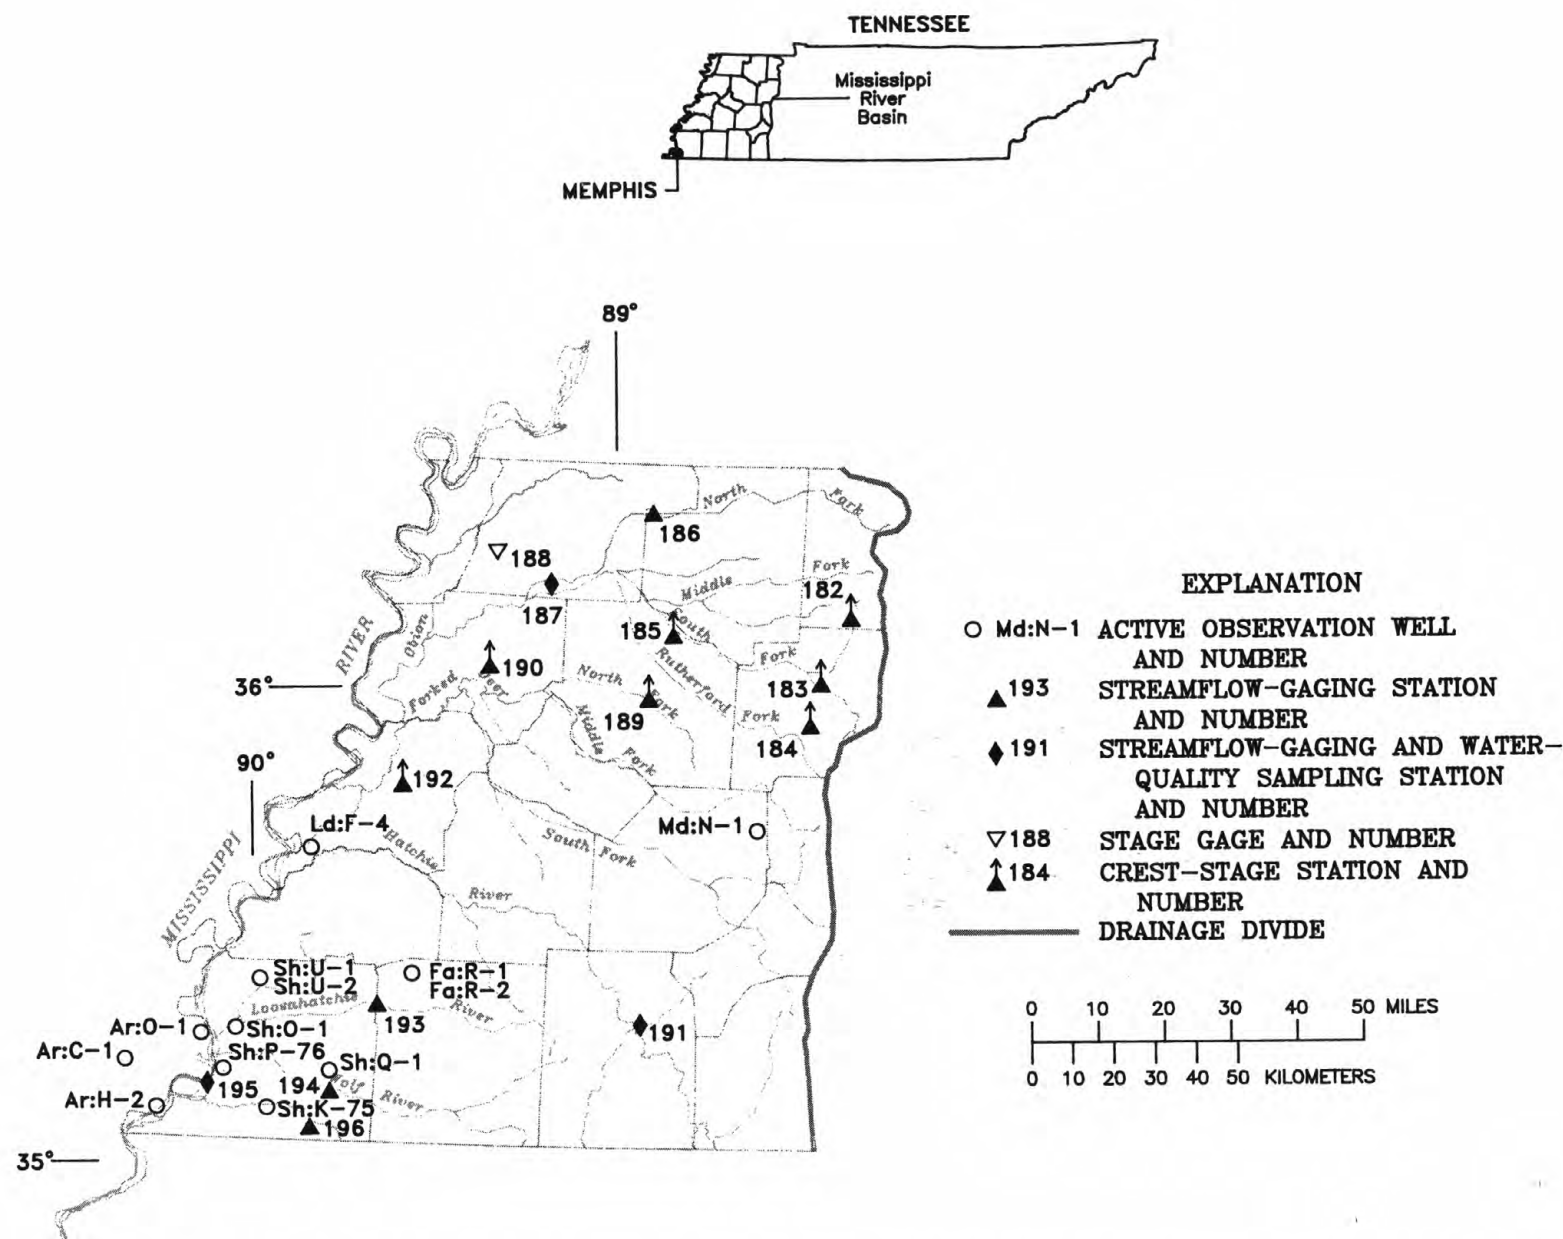 TENNESSEE
Mississippi
River
Basin
MEMPHIS
89°
North
Fork
186
188
Fork
Middle
182
187
Obion
185
South
RIVER
190
Fork
Rutherford
36°
Forked
Deer
North
183
Fork
189
Fork
184
Middle
Fork
90°
192
Ld:F-4
Md:N-1
Hatchie
South Fork
MISSISSIPPI
River
Sh:U-1
Sh:U-2
Fa:R-1
Fa:R-2
Loosahatchie
River
193
Ar:O-1
Sh:O-1
191
Ar:C-1
Sh:P-76
Sh:Q-1
195
194
Wolf
River
Ar:H-2
Sh:K-75
196
35°
EXPLANATION
Md:N-1 ACTIVE OBSERVATION WELL
AND NUMBER
193 STREAMFLOW-GAGING STATION
AND NUMBER
191 STREAMFLOW-GAGING AND WATER-
QUALITY SAMPLING STATION
AND NUMBER
188 STAGE GAGE AND NUMBER
184 CREST-STAGE STATION AND
NUMBER
DRAINAGE DIVIDE
0 10 20 30 40 50 MILES
0 10 20 30 40 50 KILOMETERS